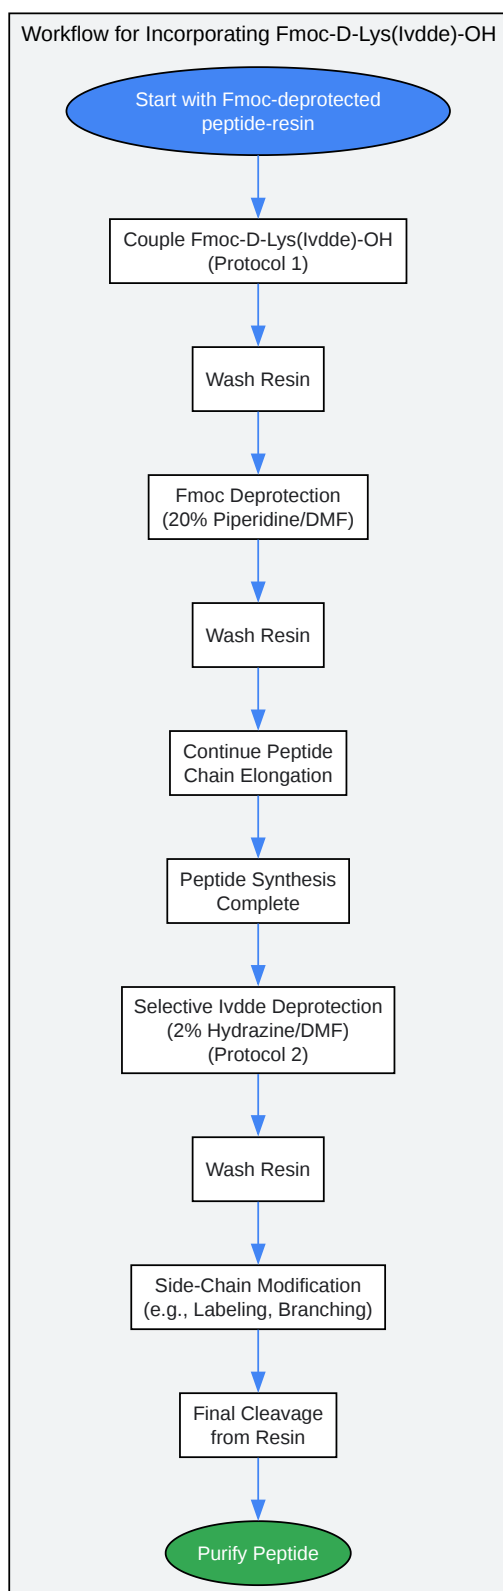 Workflow for Incorporating Fmoc-D-Lys(Ivdde)-OH
Start with Fmoc-deprotected
peptide-resin
Couple Fmoc-D-Lys(Ivdde)-OH
(Protocol 1)
Wash Resin
Fmoc Deprotection
(20% Piperidine/DMF)
Wash Resin
Continue Peptide
Chain Elongation
Peptide Synthesis
Complete
Selective Ivdde Deprotection
(2% Hydrazine/DMF)
(Protocol 2)
Wash Resin
Side-Chain Modification
(e.g., Labeling, Branching)
Final Cleavage
from Resin
Purify Peptide